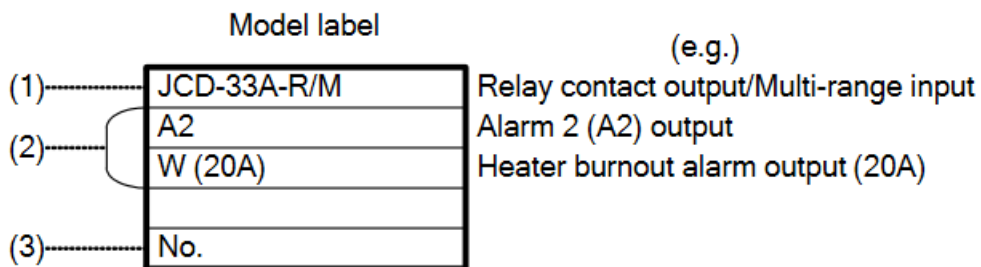 Model label
(e.g.)
(1) JCD-33A-R/M Relay contact output/Multi-range input
(2)
A2 Alarm 2 (A2) output
W (20A) Heater burnout alarm output (20A)
(3) No.